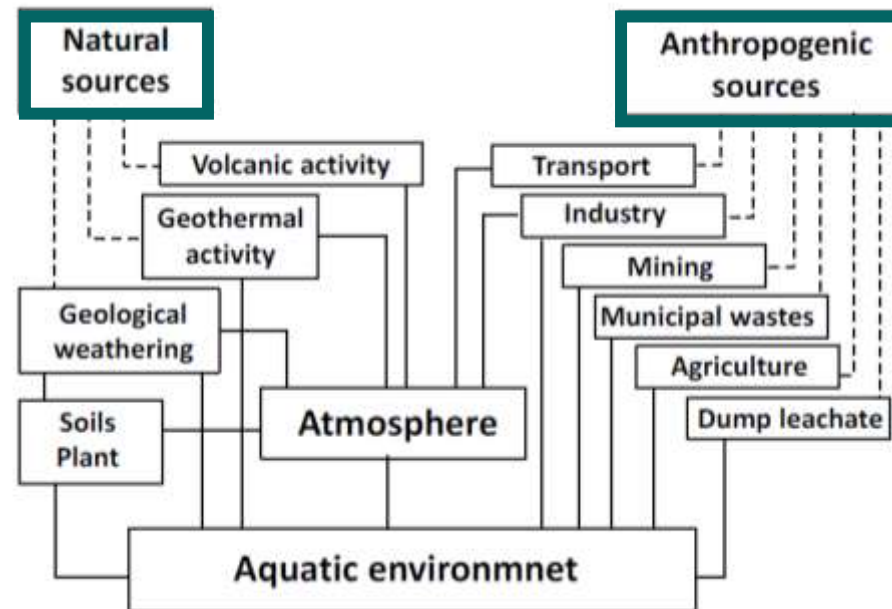 Natural
sources
Anthropogenic
sources
Volcanic activity
Transport
Geothermal
activity
Industry
Mining
Geological
weathering
Municipal wastes
Agriculture
Soils
Plant
Atmosphere
Dump leachate
Aquatic environmnet